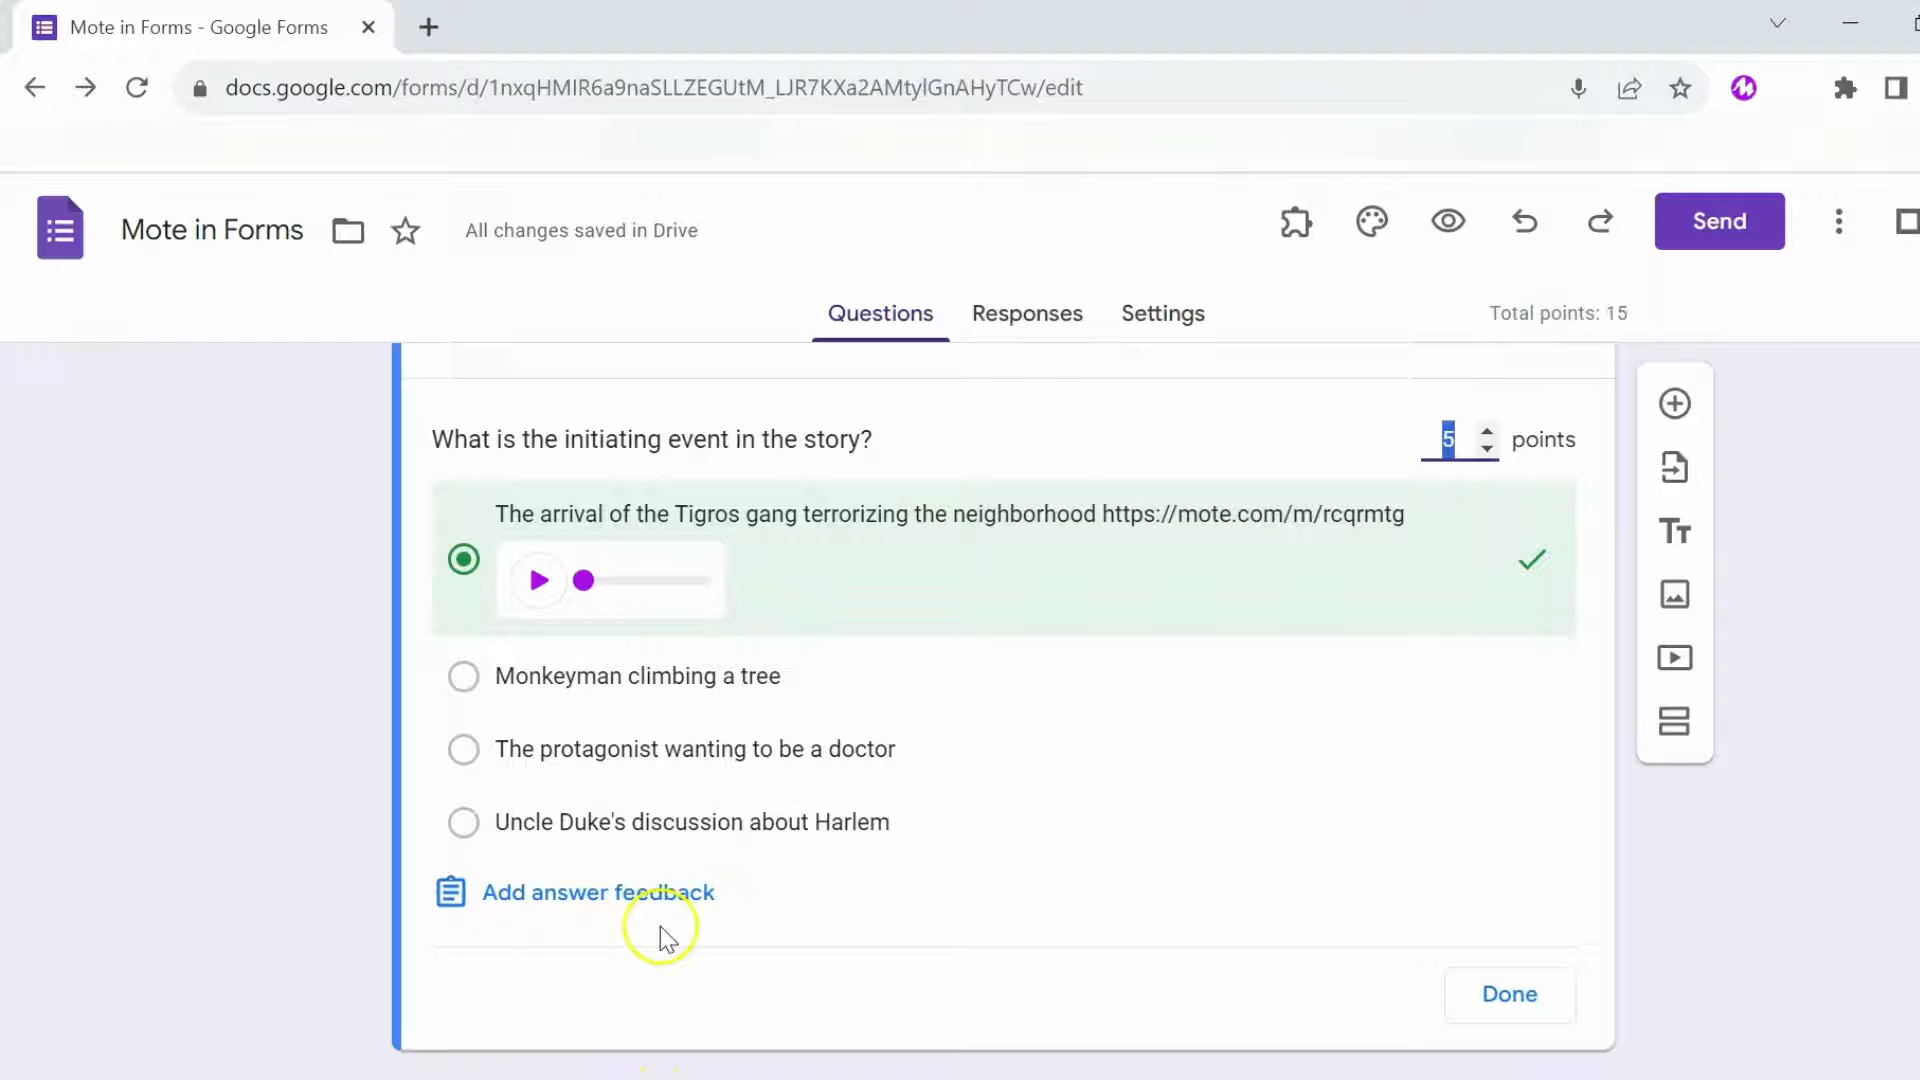 Mote in Forms - Google Forms
docs.google.com/forms/d/1nxqHMIR6a9naSLLZEGUtM_LJR7KXa2AMtylGnAHyTCw/edit
Mote in Forms
All changes saved in Drive
Send
Questions
Responses
Settings
Total points: 15
What is the initiating event in the story?
5
points
The arrival of the Tigros gang terrorizing the neighborhood https://mote.com/m/rcqrmtg
Monkeyman climbing a tree
The protagonist wanting to be a doctor
Uncle Duke's discussion about Harlem
Add answer feedback
Done